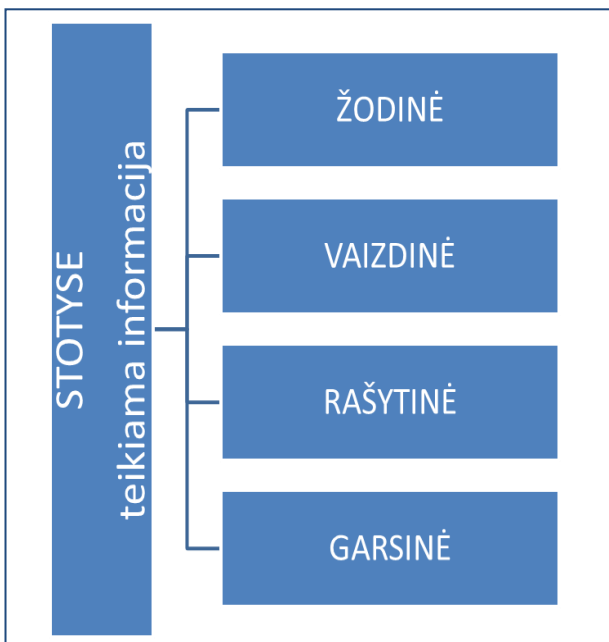 STOTYSE
teikiama informacija
ŽODINĖ
VAIZDINĖ
RAŠYTINĖ
GARSINĖ